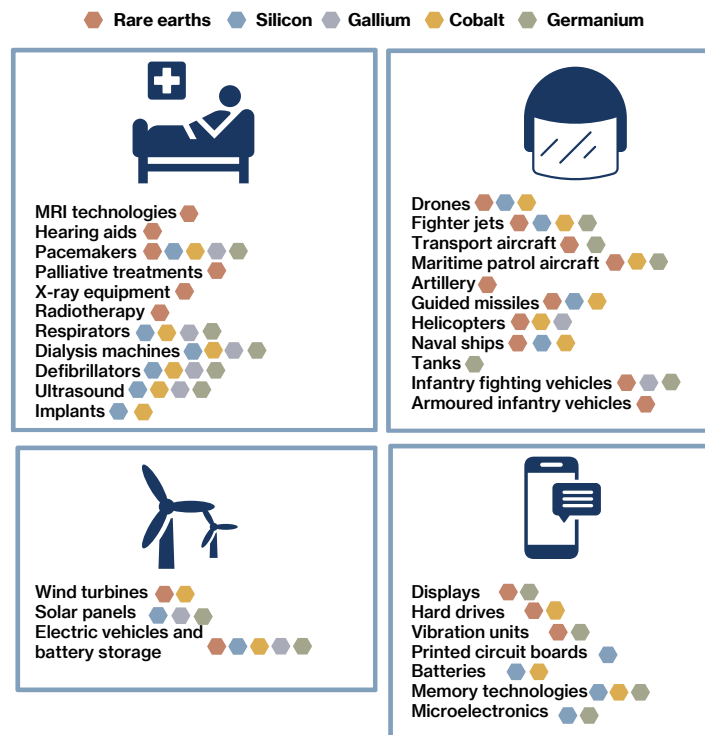 Rare earths Silicon Gallium Cobalt Germanium
MRI technologies
Hearing aids
Pacemakers
Palliative treatments
X-ray equipment
Radiotherapy
Respirators
Dialysis machines
Defibrillators
Ultrasound
Implants
Drones
Fighter jets
Transport aircraft
Maritime patrol aircraft
Artillery
Guided missiles
Helicopters
Naval ships
Tanks
Infantry fighting vehicles
Armoured infantry vehicles
Wind turbines
Solar panels
Electric vehicles and
battery storage
Displays
Hard drives
Vibration units
Printed circuit boards
Batteries
Memory technologies
Microelectronics